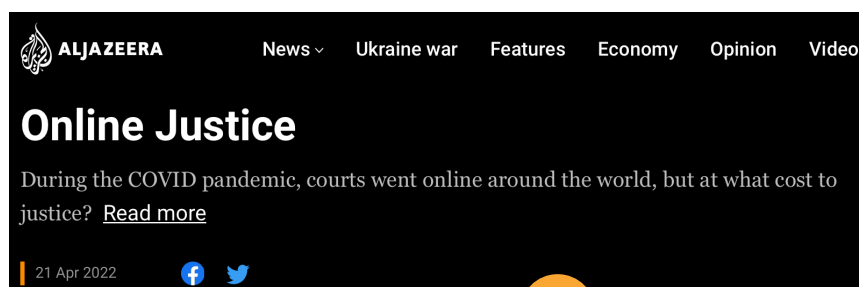 ALJAZEERA News Ukraine war Features Economy Opinion Video
Online Justice
During the COVID pandemic, courts went online around the world, but at what cost to
justice? Read more
21 Apr 2022